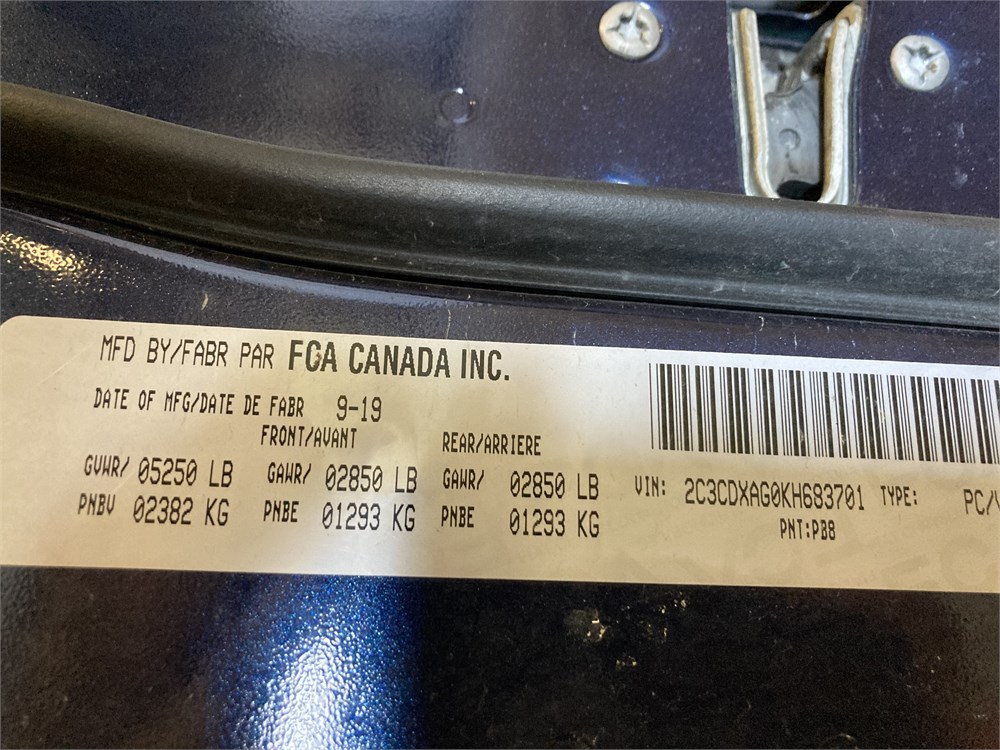 MFD BY/FABR PAR FCA CANADA INC.
DATE OF MFG/DATE DE FABR 9-19
FRONT/AVANT REAR/ARRIERE
GVWR/ 05250 LB GAWR/ 02850 LB GAWR/ 02850 LB
PNBV 02382 KG PNBE 01293 KG PNBE 01293 KG
VIN: 2C3CDXAG0KH683701 TYPE: PC/
PNT:PB8